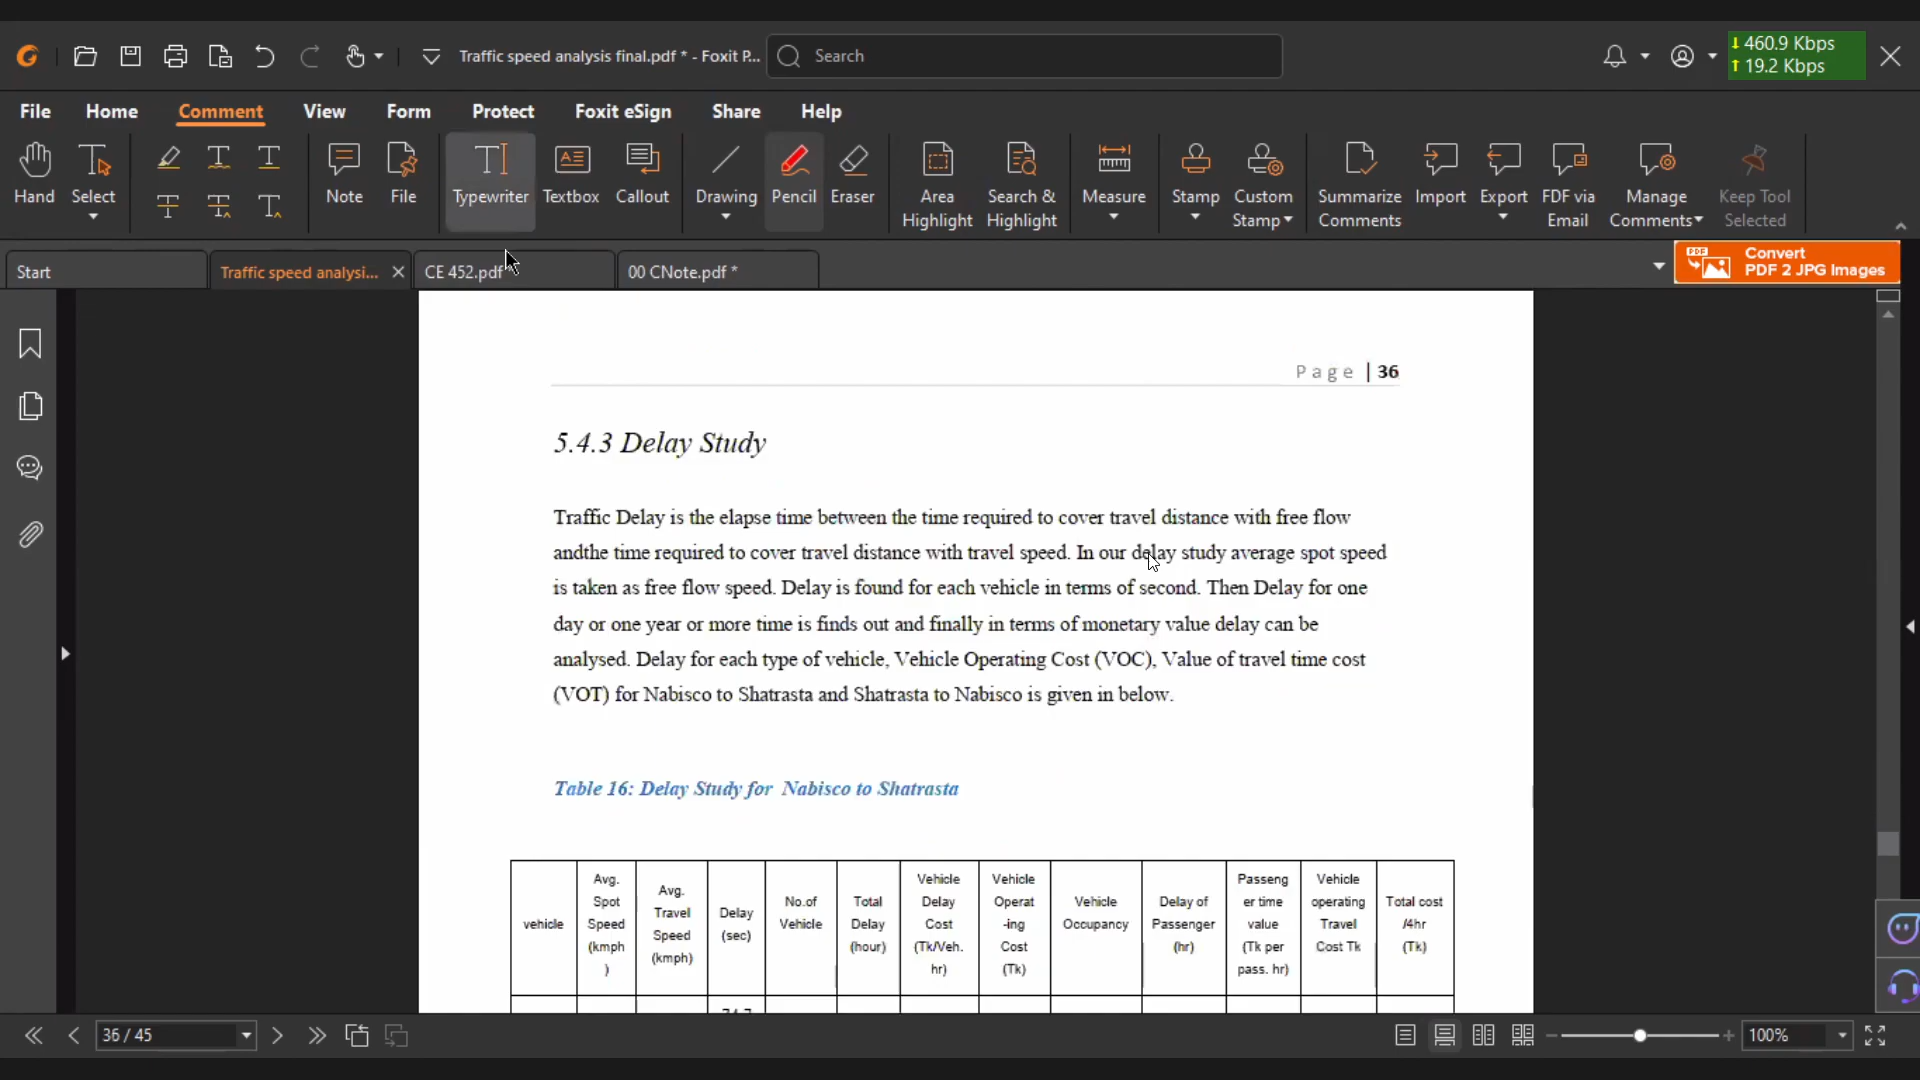 Traffic speed analysis final.pdf * - Foxit P...
Search
460.9 Kbps
19.2 Kbps
File Home Comment View Form Protect Foxit eSign Share Help
Hand
Select
Note
File
Typewriter
Textbox
Callout
Drawing
Pencil
Eraser
Area
Highlight
Search &
Highlight
Measure
Stamp
Custom
Stamp
Summarize
Comments
Import
Export
FDF via
Email
Manage
Comments
Keep Tool
Selected
Start
Traffic speed analysi...
CE 452.pdf
00 CNote.pdf *
PDF
Convert
PDF 2 JPG Images
Page | 36
5.4.3 Delay Study
Traffic Delay is the elapse time between the time required to cover travel distance with free flow
andthe time required to cover travel distance with travel speed. In our delay study average spot speed
is taken as free flow speed. Delay is found for each vehicle in terms of second. Then Delay for one
day or one year or more time is finds out and finally in terms of monetary value delay can be
analysed. Delay for each type of vehicle, Vehicle Operating Cost (VOC), Value of travel time cost
(VOT) for Nabisco to Shatrasta and Shatrasta to Nabisco is given in below.
Table 16: Delay Study for Nabisco to Shatrasta
vehicle
Avg.
Spot
Speed
(kmph
)
Avg.
Travel
Speed
(kmph)
Delay
(sec)
No.of
Vehicle
Total
Delay
(hour)
Vehicle
Delay
Cost
(Tk/Veh.
hr)
Vehicle
Operat
-ing
Cost
(Tk)
Vehicle
Occupancy
Delay of
Passenger
(hr)
Passeng
er time
value
(Tk per
pass. hr)
Vehicle
operating
Travel
Cost Tk
Total cost
/4hr
(Tk)
36 / 45
100%